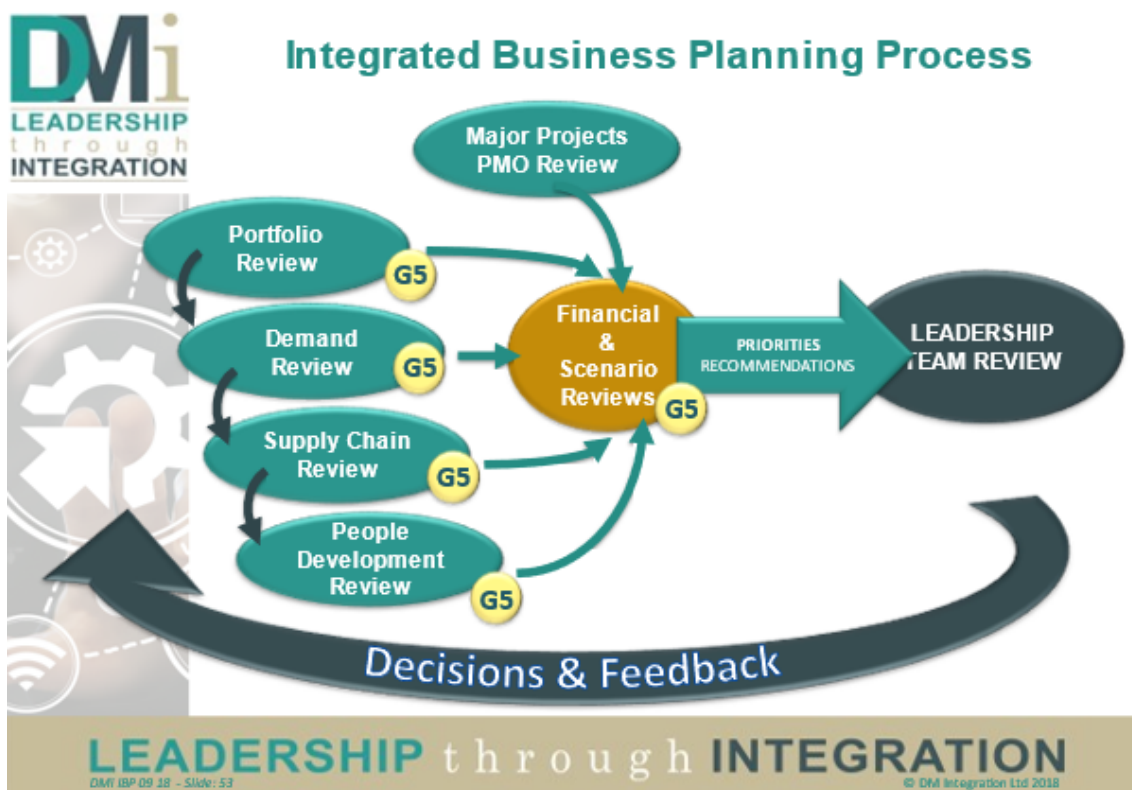 DMi
LEADERSHIP
through
INTEGRATION
Integrated Business Planning Process
Major Projects
PMO Review
Portfolio
Review
G5
Demand
Review
G5
Supply Chain
Review
G5
People
Development
Review
G5
Financial
&
Scenario
Reviews
G5
PRIORITIES
RECOMMENDATIONS
LEADERSHIP
TEAM REVIEW
Decisions & Feedback
LEADERSHIP through INTEGRATION
DMI IBP 09 18 - Slide: 53
© DM Integration Ltd 2018